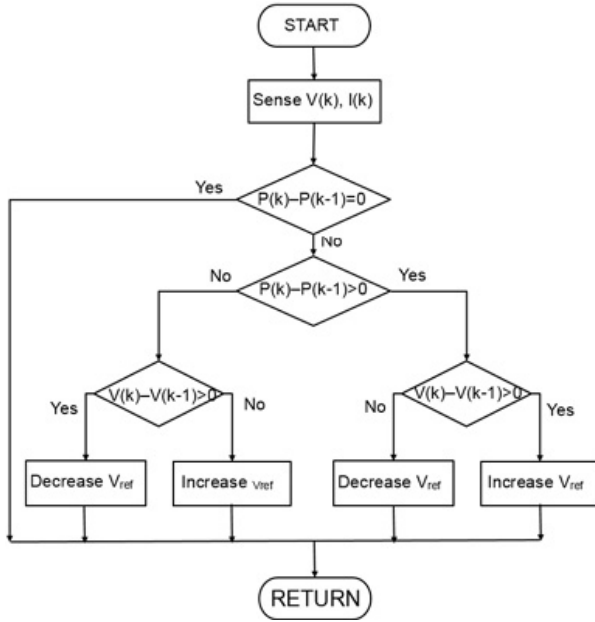 START
Sense V(k), I(k)
Yes
P(k)–P(k-1)=0
No
No
P(k)–P(k-1)>0
Yes
V(k)–V(k-1)>0
V(k)–V(k-1)>0
Yes
No
No
Yes
Decrease Vref
Increase Vref
Decrease Vref
Increase Vref
RETURN